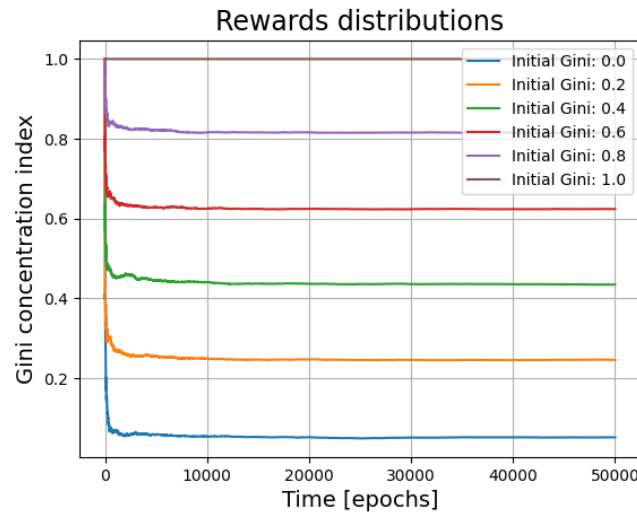 Rewards distributions
Gini concentration index
1.0
0.8
0.6
0.4
0.2
Initial Gini: 0.0
Initial Gini: 0.2
Initial Gini: 0.4
Initial Gini: 0.6
Initial Gini: 0.8
Initial Gini: 1.0
0 10000 20000 30000 40000 50000
Time [epochs]